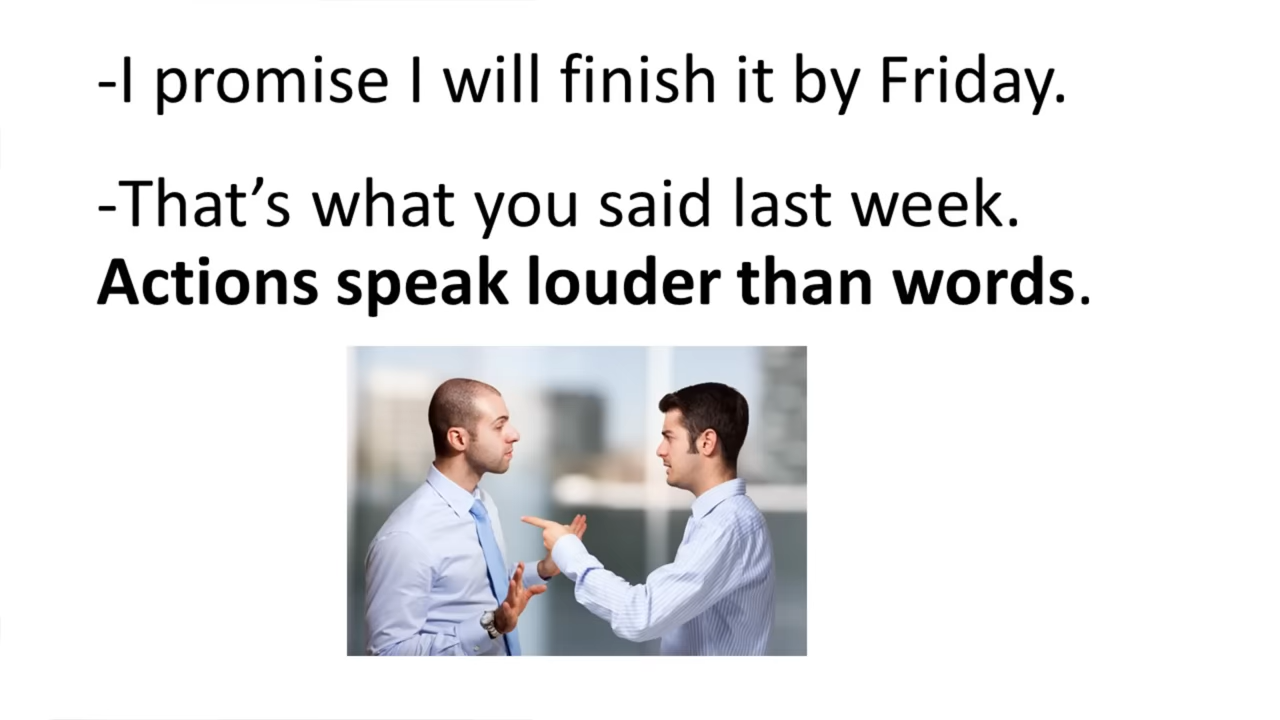 -I promise I will finish it by Friday.
-That’s what you said last week.
Actions speak louder than words.